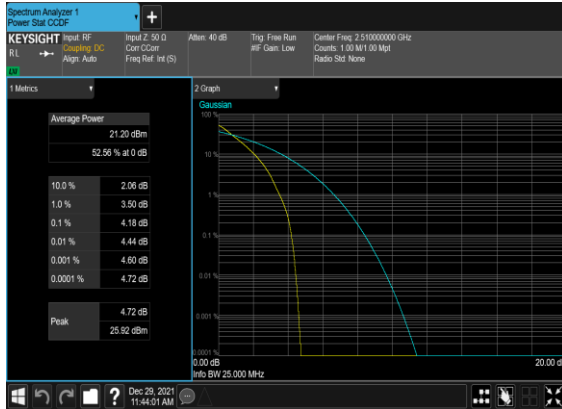 Spectrum Analyzer 1
Power Stat CCDF
KEYSIGHT
RL
LU
Input: RF
Coupling: DC
Align: Auto
Input Z: 50 Ω
Corr CCorr
Freq Ref: Int (S)
Atten: 40 dB
Trig: Free Run
#IF Gain: Low
Center Freq: 2.510000000 GHz
Counts: 1.00 M/1.00 Mpt
Radio Std: None
1 Metrics
Average Power
21.20 dBm
52.56 % at 0 dB
10.0 % 2.06 dB
1.0 % 3.50 dB
0.1 % 4.18 dB
0.01 % 4.44 dB
0.001 % 4.60 dB
0.0001 % 4.72 dB
Peak
4.72 dB
25.92 dBm
2 Graph
Gaussian
100 %
10 %
1 %
0.1 %
0.01 %
0.001 %
0.0001 %
0.00 dB
20.00 d
Info BW 25.000 MHz
?
Dec 29, 2021
11:44:01 AM